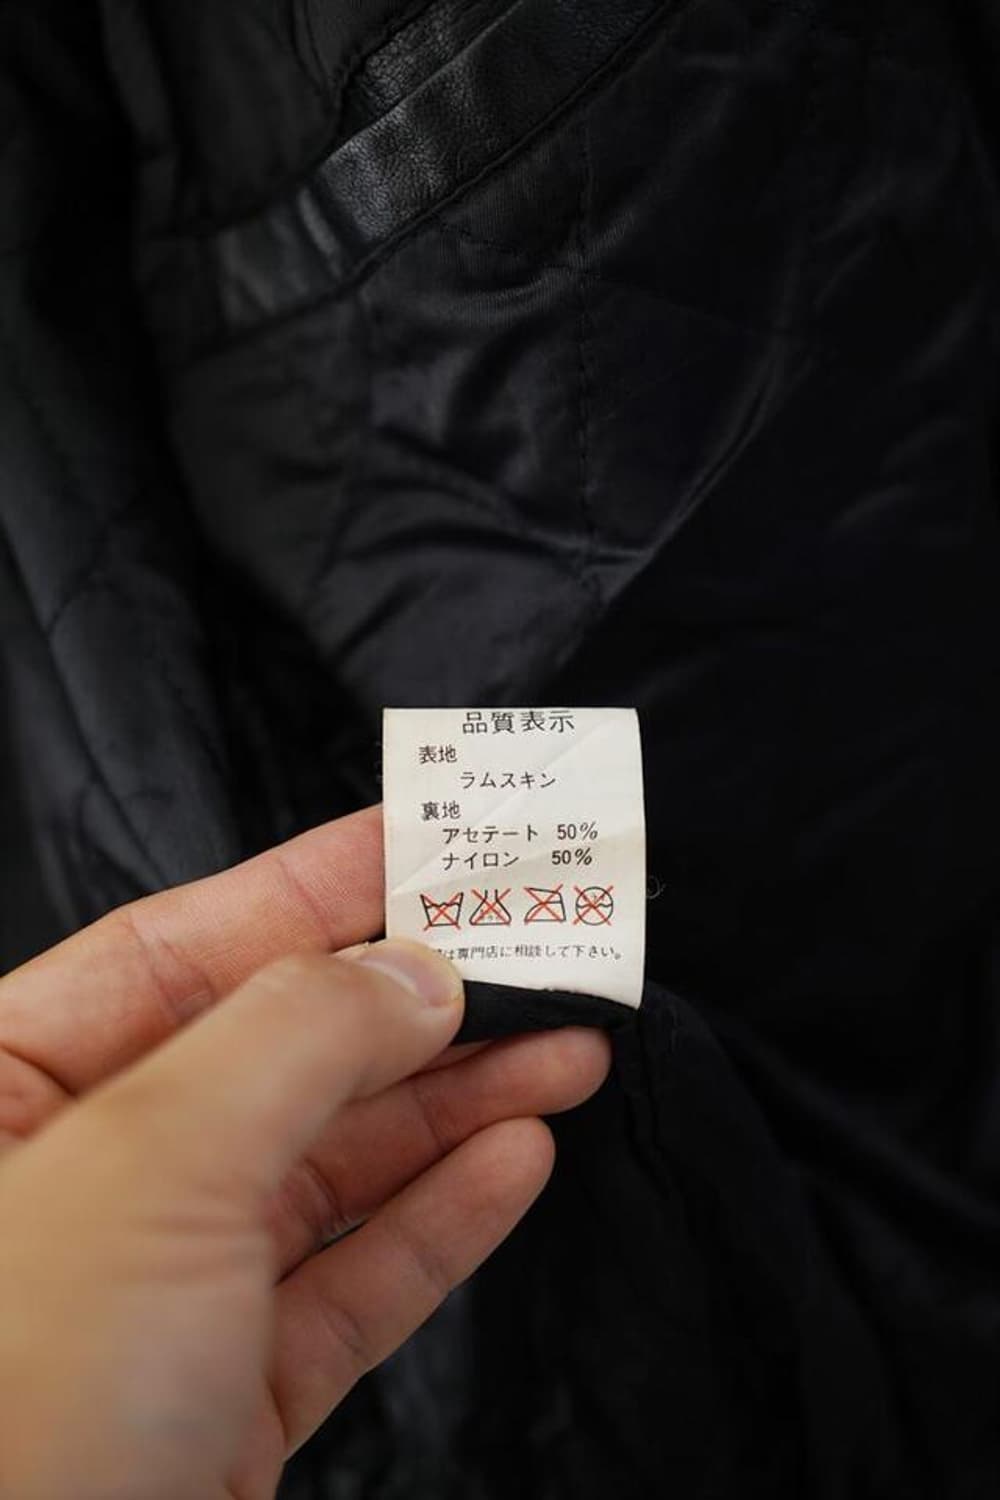 品質表示
表地
ラムスキン
裏地
アセテート 50%
ナイロン 50%
は専門店に相談して下さい。